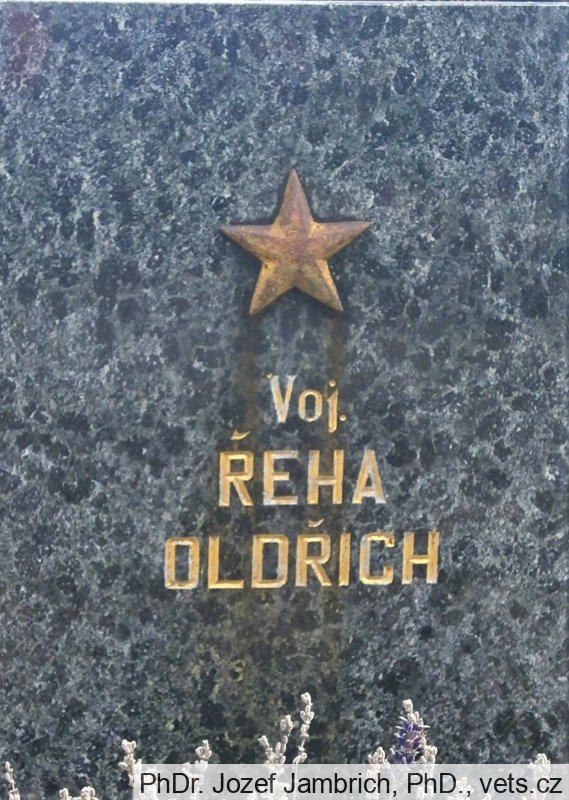 Voj.
ŘEHA
OLDŘICH
PhDr. Jozef Jambrich, PhD., vets.cz